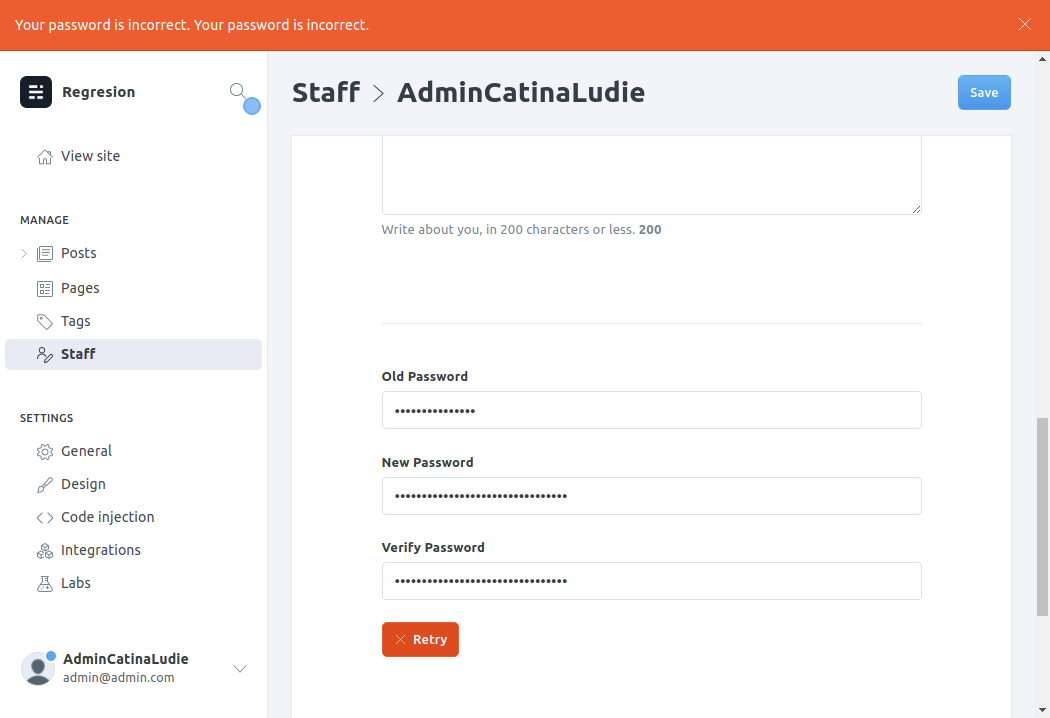 Your password is incorrect. Your password is incorrect.
Regresion
Staff > AdminCatinaLudie
Save
View site
Write about you, in 200 characters or less. 200
MANAGE
Posts
Pages
Tags
Staff
Old Password
•••••••••••••••
SETTINGS
General
Design
Code injection
Integrations
Labs
New Password
••••••••••••••••••••••••••••••••
Verify Password
••••••••••••••••••••••••••••••••
Retry
AdminCatinaLudie
admin@admin.com